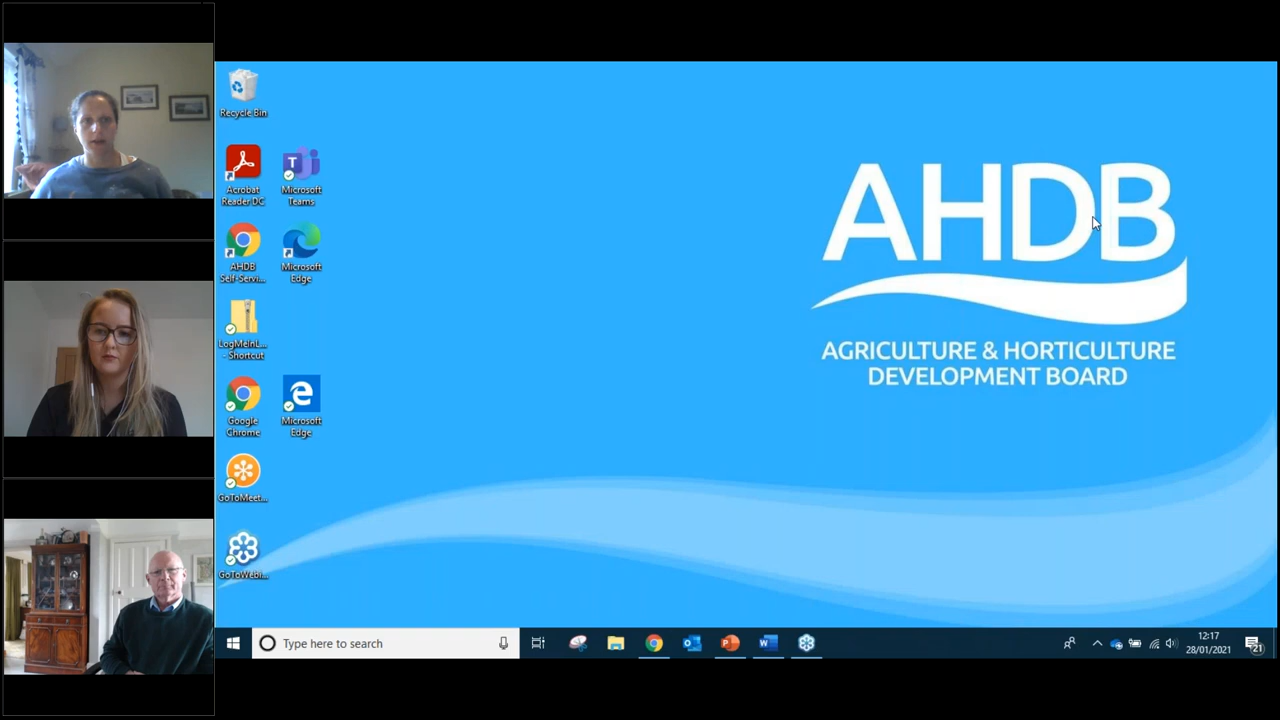 Recycle Bin
Acrobat
Reader DC
Microsoft
Teams
AHDB
Self-Servi...
Microsoft
Edge
LogMeInL...
- Shortcut
Google
Chrome
Microsoft
Edge
GoToMeet...
GoToWebi...
AHDB
AGRICULTURE & HORTICULTURE
DEVELOPMENT BOARD
Type here to search
12:17
28/01/2021
21